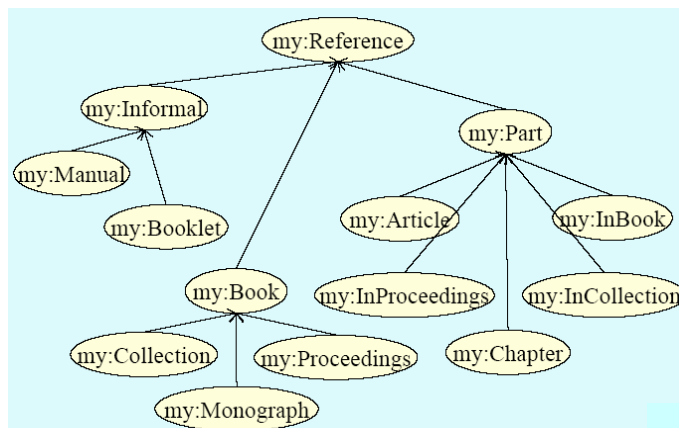 my:Reference
my:Informal
my:Part
my:Manual
my:Article
my:InBook
my:Booklet
my:Book
my:InProceedings
my:InCollection
my:Collection
my:Proceedings
my:Chapter
my:Monograph